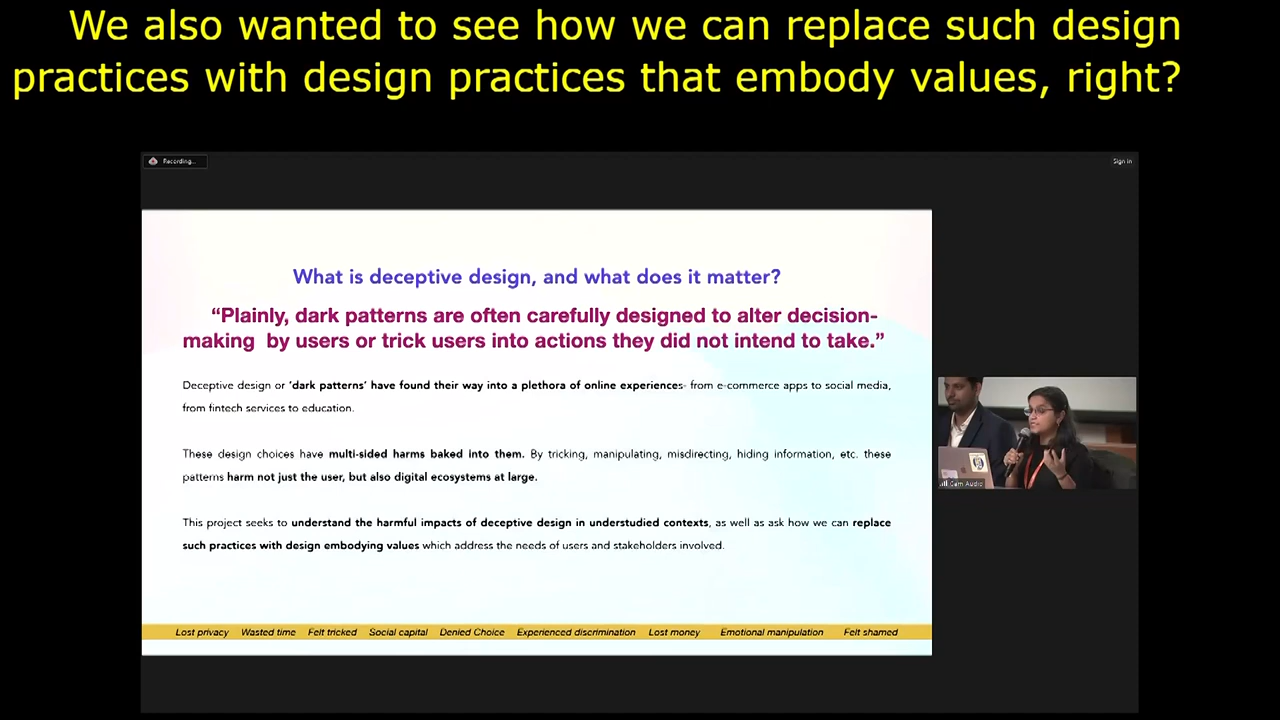 We also wanted to see how we can replace such design
practices with design practices that embody values, right?
Recording...
Sign in
What is deceptive design, and what does it matter?
“Plainly, dark patterns are often carefully designed to alter decision-
making by users or trick users into actions they did not intend to take.”
Deceptive design or ‘dark patterns’ have found their way into a plethora of online experiences- from e-commerce apps to social media,
from fintech services to education.
These design choices have multi-sided harms baked into them. By tricking, manipulating, misdirecting, hiding information, etc. these
patterns harm not just the user, but also digital ecosystems at large.
This project seeks to understand the harmful impacts of deceptive design in understudied contexts, as well as ask how we can replace
such practices with design embodying values which address the needs of users and stakeholders involved.
Cam Audio
Lost privacy Wasted time Felt tricked Social capital Denied Choice Experienced discrimination Lost money Emotional manipulation Felt shamed